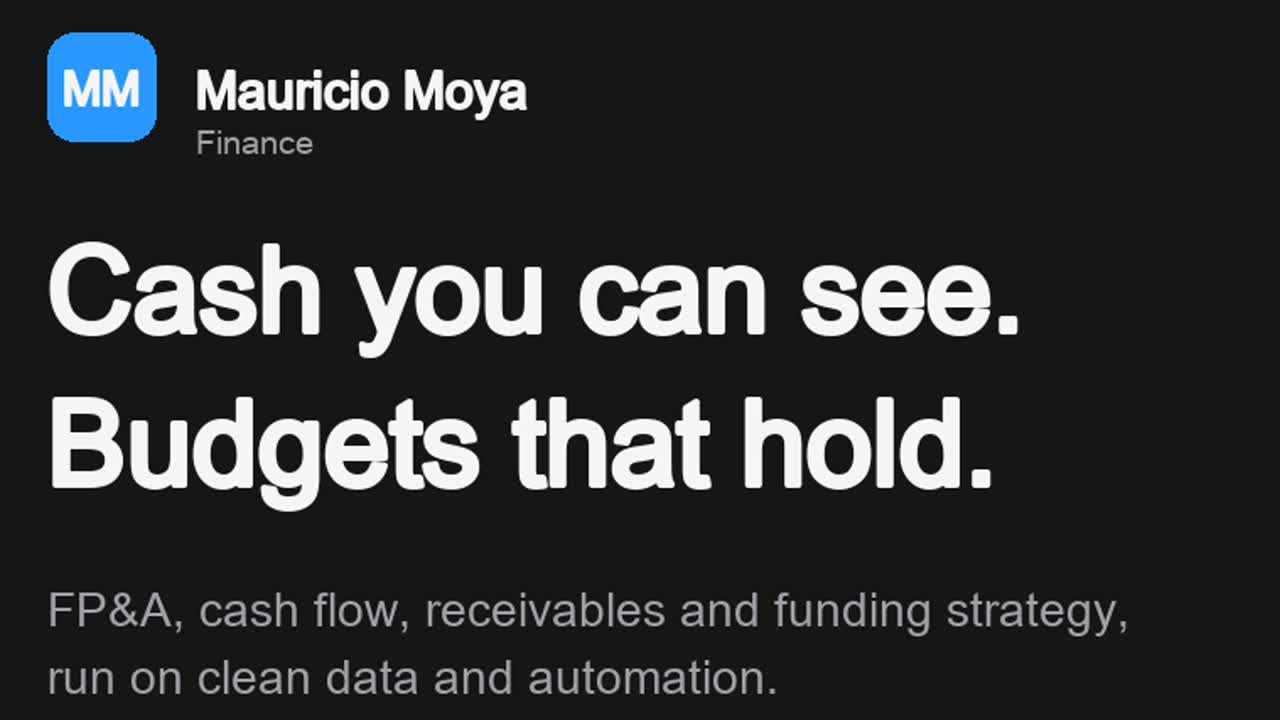 MM
Mauricio Moya
Finance
Cash you can see.
Budgets that hold.
FP&A, cash flow, receivables and funding strategy,
run on clean data and automation.